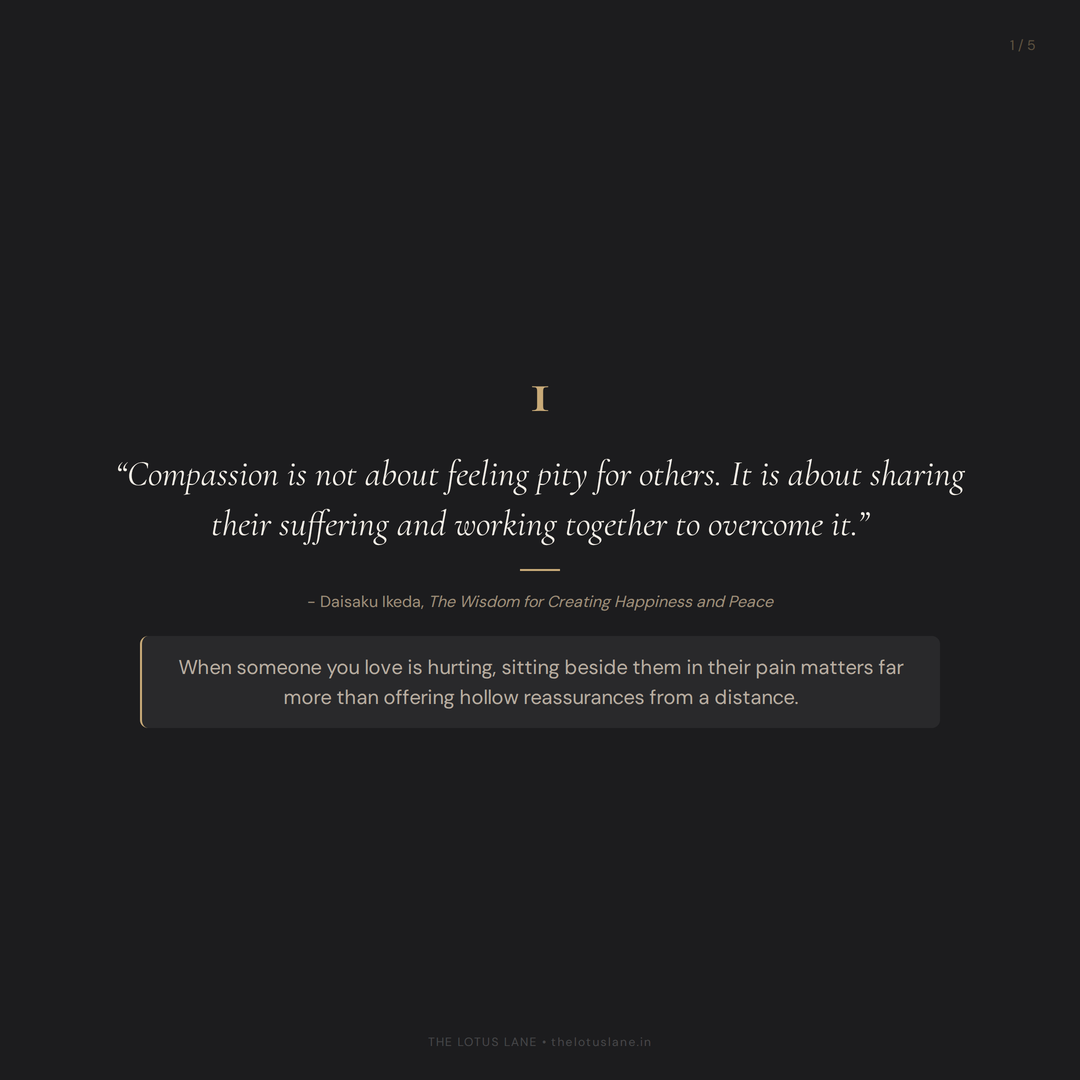 1 / 5
1
“Compassion is not about feeling pity for others. It is about sharing
their suffering and working together to overcome it.”
– Daisaku Ikeda, The Wisdom for Creating Happiness and Peace
When someone you love is hurting, sitting beside them in their pain matters far
more than offering hollow reassurances from a distance.
THE LOTUS LANE • thelotuslane.in